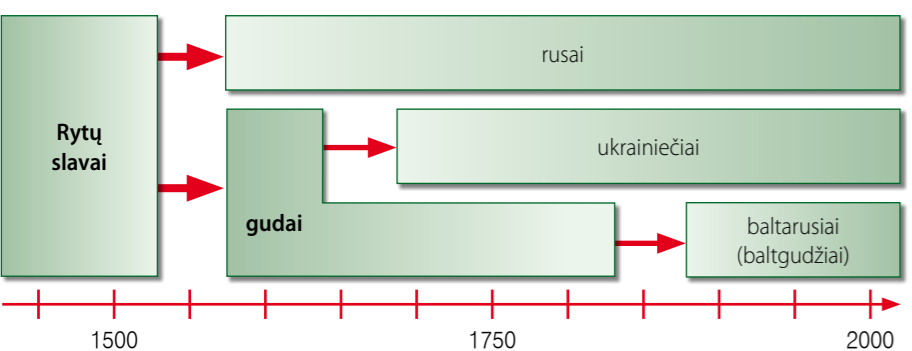 rusai
Rytų
slavai
ukrainiečiai
gudai
baltarusiai
(baltgudžiai)
1500
1750
2000